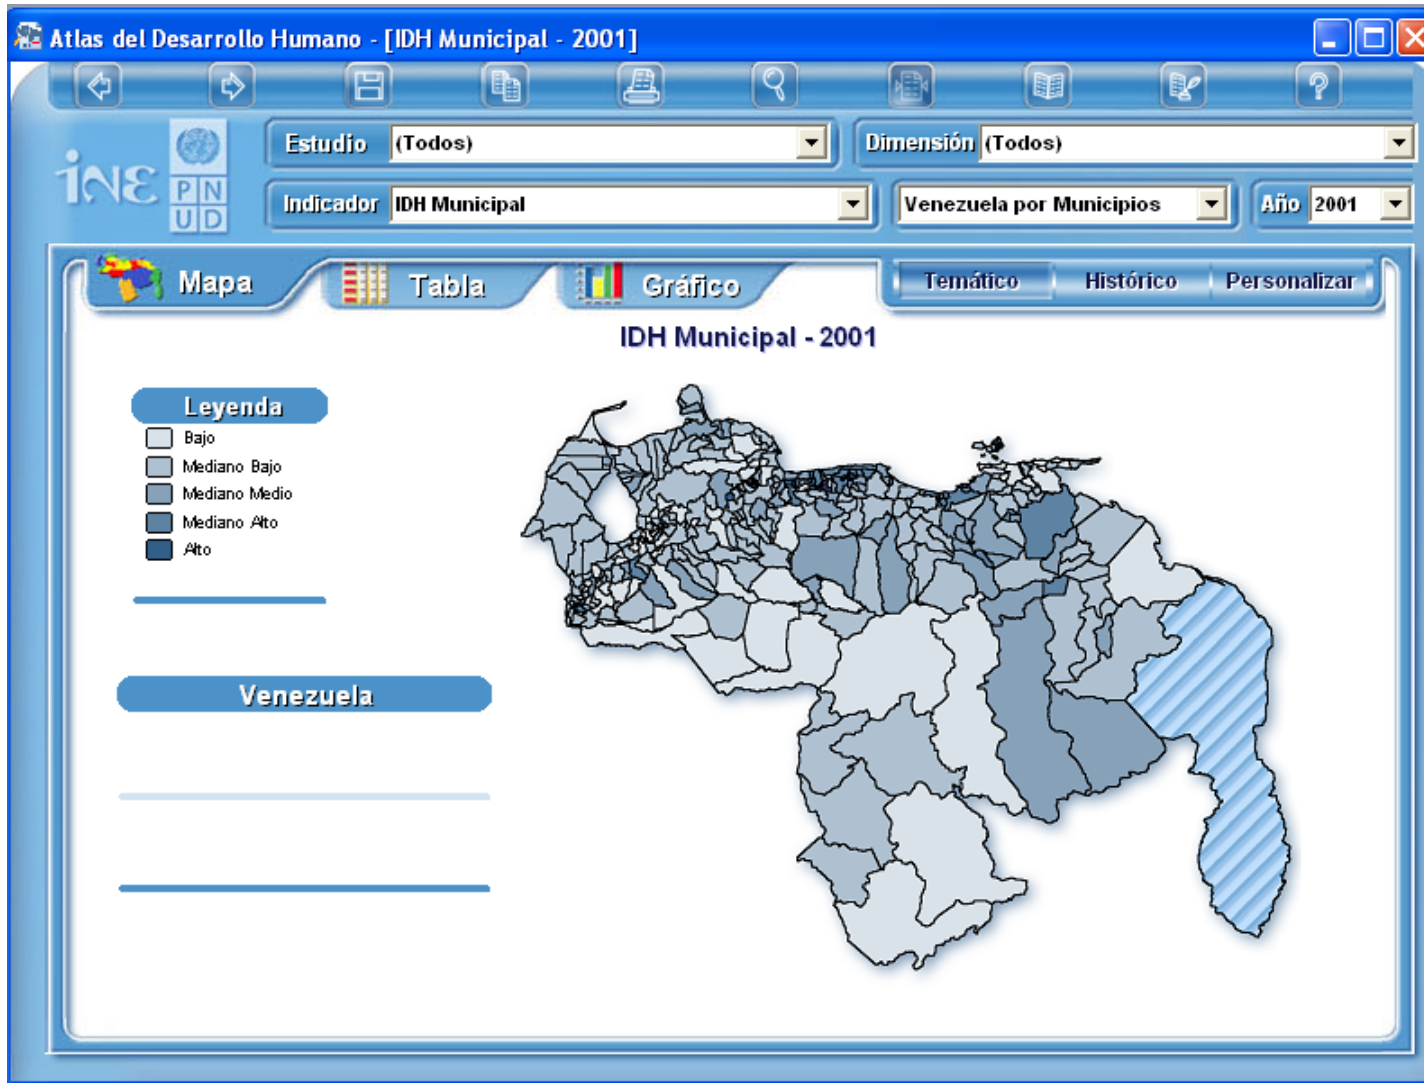 Atlas del Desarrollo Humano - [IDH Municipal - 2001]
?
Estudio (Todos) Dimensión (Todos)
iNE PN UD
Indicador IDH Municipal Venezuela por Municipios Año 2001
Mapa Tabla Gráfico Temático Histórico Personalizar
IDH Municipal - 2001
Leyenda
Bajo
Mediano Bajo
Mediano Medio
Mediano Alto
Alto
Venezuela